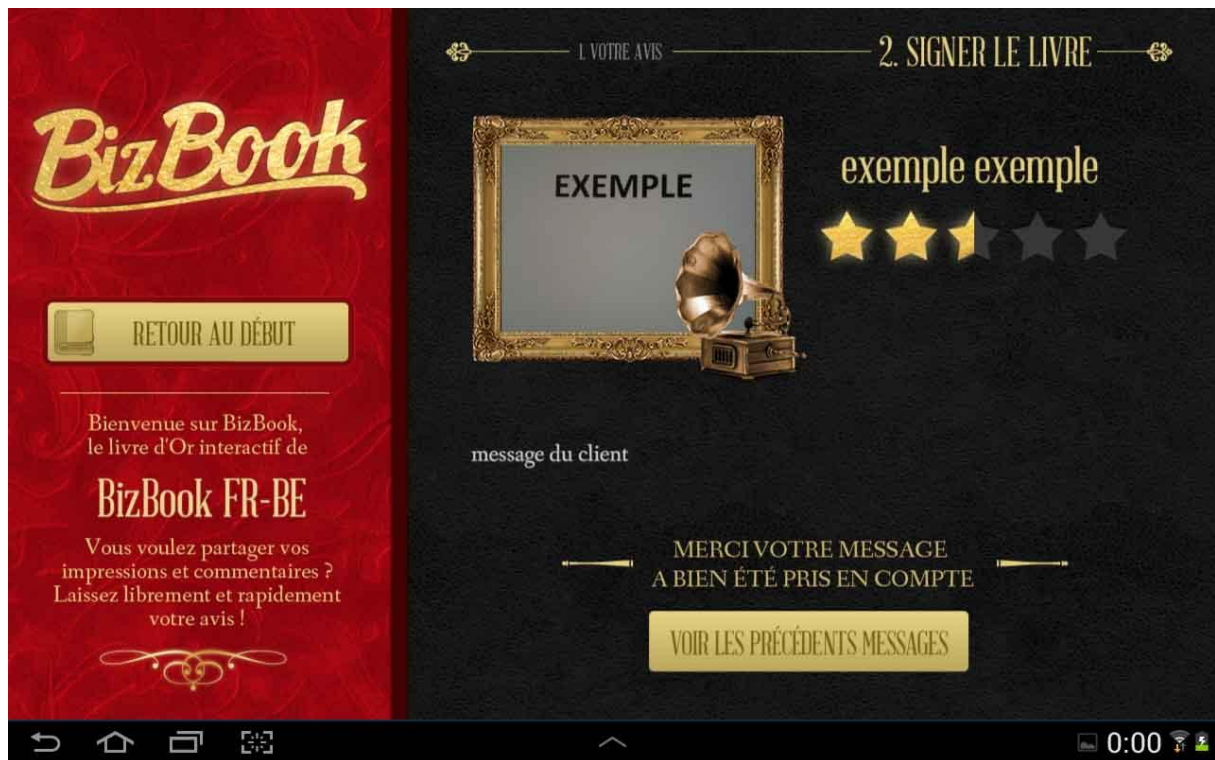 BizBook
RETOUR AU DÉBUT
Bienvenue sur BizBook,
le livre d'Or interactif de
BizBook FR-BE
Vous voulez partager vos
impressions et commentaires ?
Laissez librement et rapidement
votre avis !
1. VOTRE AVIS
2. SIGNER LE LIVRE
EXEMPLE
exemple exemple
message du client
MERCI VOTRE MESSAGE
A BIEN ÉTÉ PRIS EN COMPTE
VOIR LES PRÉCÉDENTS MESSAGES
0:00